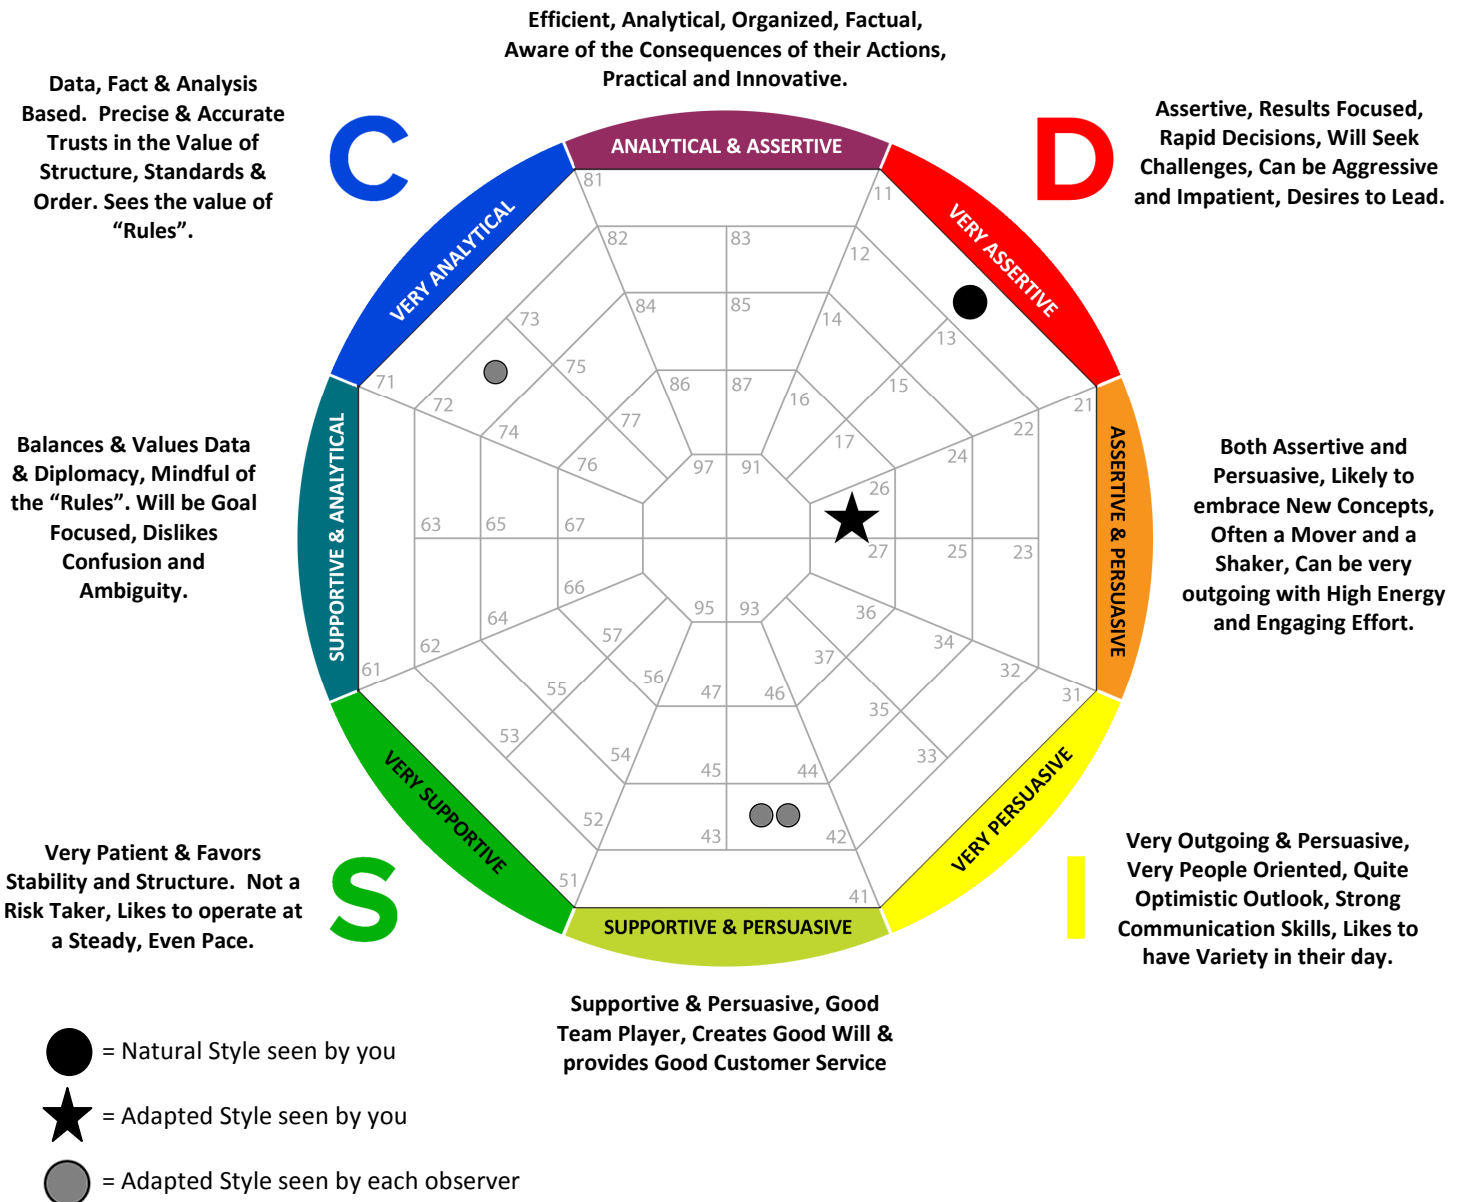 Efficient, Analytical, Organized, Factual,
Aware of the Consequences of their Actions,
Practical and Innovative.
Data, Fact & Analysis
Based.  Precise & Accurate
Trusts in the Value of
Structure, Standards &
Order. Sees the value of
“Rules”.
C
D
Assertive, Results Focused,
Rapid Decisions, Will Seek
Challenges, Can be Aggressive
and Impatient, Desires to Lead.
ANALYTICAL & ASSERTIVE
VERY ANALYTICAL
VERY ASSERTIVE
81
11
82
83
12
84
85
14
73
13
75
15
86
87
16
71
72
21
22
74
77
17
24
76
97
91
26
Balances & Values Data
& Diplomacy, Mindful of
the “Rules”. Will be Goal
Focused, Dislikes
Confusion and
Ambiguity.
SUPPORTIVE & ANALYTICAL
ASSERTIVE & PERSUASIVE
Both Assertive and
Persuasive, Likely to
embrace New Concepts,
Often a Mover and a
Shaker, Can be very
outgoing with High Energy
and Engaging Effort.
63
65
67
27
25
23
66
95
93
36
64
57
34
62
61
56
37
32
55
47
46
31
53
35
54
45
44
33
52
43
42
51
41
VERY SUPPORTIVE
VERY PERSUASIVE
SUPPORTIVE & PERSUASIVE
Very Patient & Favors
Stability and Structure.  Not a
Risk Taker, Likes to operate at
a Steady, Even Pace.
S
I
Very Outgoing & Persuasive,
Very People Oriented, Quite
Optimistic Outlook, Strong
Communication Skills, Likes to
have Variety in their day.
Supportive & Persuasive, Good
Team Player, Creates Good Will &
provides Good Customer Service
= Natural Style seen by you
= Adapted Style seen by you
= Adapted Style seen by each observer